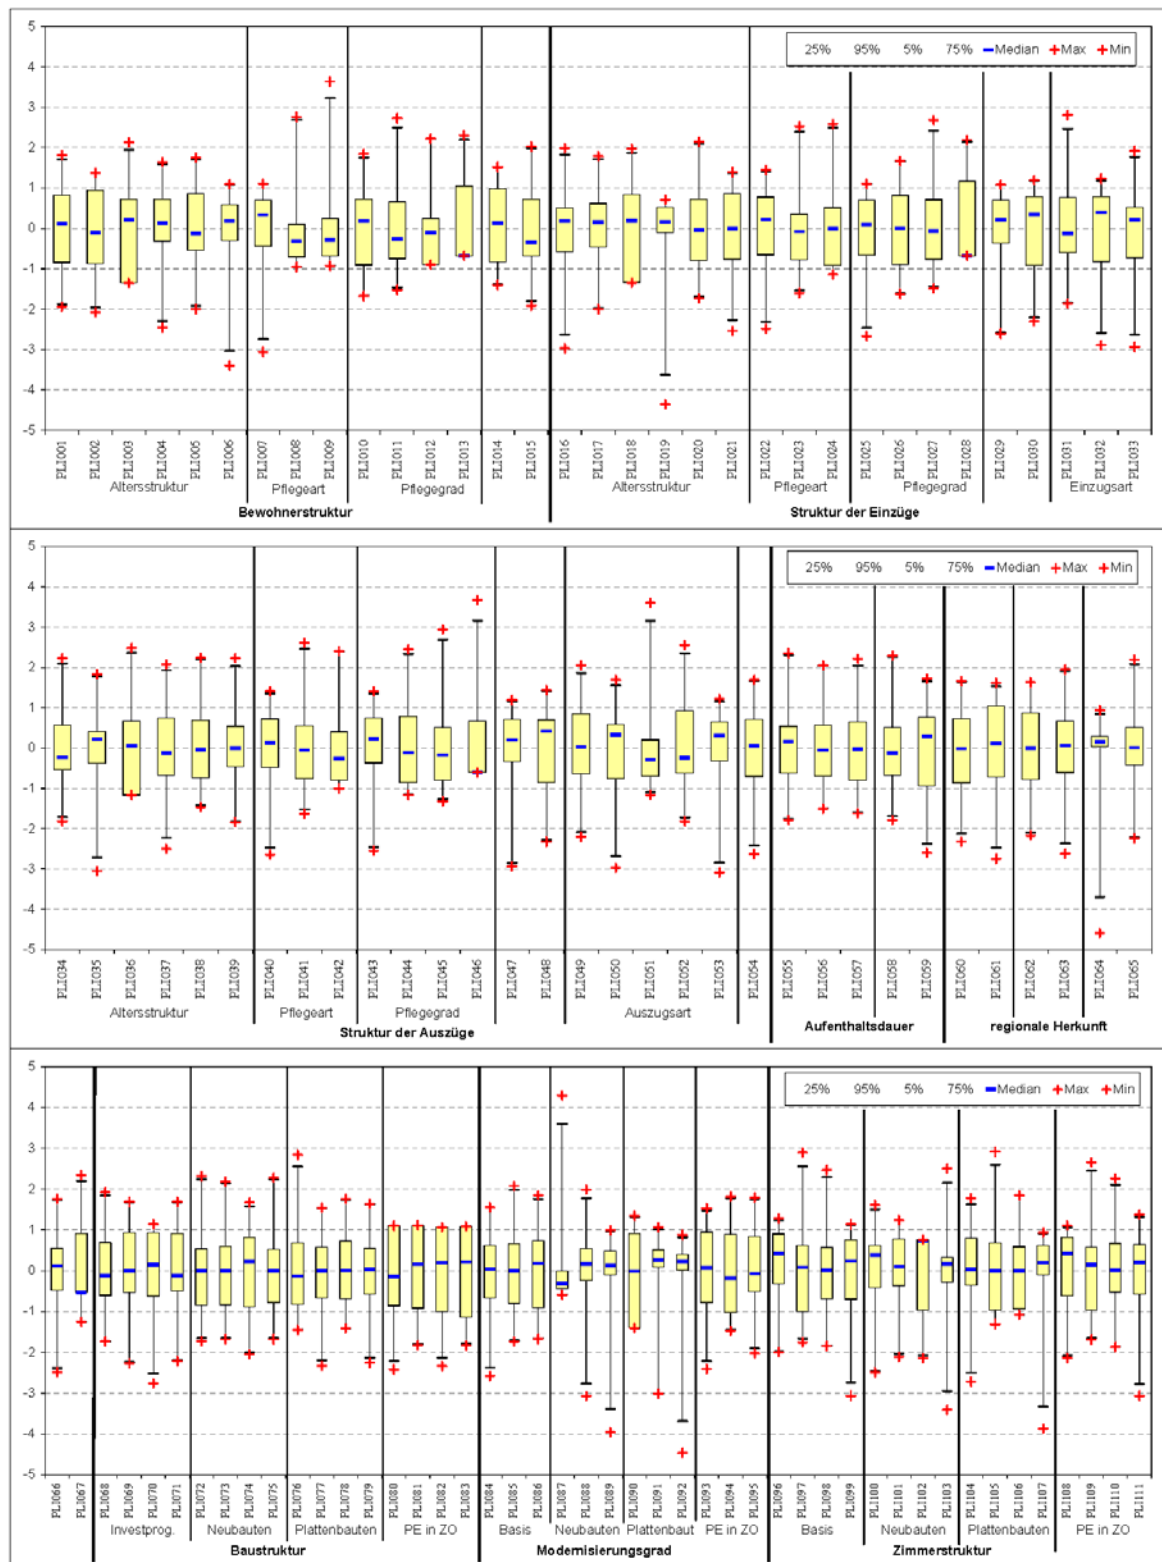 5
4
3
2
1
0
-1
-2
-3
-4
-5
25% 95% 5% 75% Median Max Min
PLI001 PLI002 PLI003 PLI004 PLI005 PLI006 PLI007 PLI008 PLI009 PLI010 PLI011 PLI012 PLI013 PLI014 PLI015 PLI016 PLI017 PLI018 PLI019 PLI020 PLI021 PLI022 PLI023 PLI024 PLI025 PLI026 PLI027 PLI028 PLI029 PLI030 PLI031 PLI032 PLI033
Altersstruktur Pflegeart Pflegegrad Altersstruktur Pflegeart Pflegegrad Einzugsart
Bewohnerstruktur Struktur der Einzüge
5
4
3
2
1
0
-1
-2
-3
-4
-5
25% 95% 5% 75% Median Max Min
PLI034 PLI035 PLI036 PLI037 PLI038 PLI039 PLI040 PLI041 PLI042 PLI043 PLI044 PLI045 PLI046 PLI047 PLI048 PLI049 PLI050 PLI051 PLI052 PLI053 PLI054 PLI055 PLI056 PLI057 PLI058 PLI059 PLI060 PLI061 PLI062 PLI063 PLI064 PLI065
Altersstruktur Pflegeart Pflegegrad Auszugsart
Struktur der Auszüge Aufenthaltsdauer regionale Herkunft
5
4
3
2
1
0
-1
-2
-3
-4
-5
25% 95% 5% 75% Median Max Min
PLI066 PLI067 PLI068 PLI069 PLI070 PLI071 PLI072 PLI073 PLI074 PLI075 PLI076 PLI077 PLI078 PLI079 PLI080 PLI081 PLI082 PLI083 PLI084 PLI085 PLI086 PLI087 PLI088 PLI089 PLI090 PLI091 PLI092 PLI093 PLI094 PLI095 PLI096 PLI097 PLI098 PLI099 PLI100 PLI101 PLI102 PLI103 PLI104 PLI105 PLI106 PLI107 PLI108 PLI109 PLI110 PLI111
Investprog. Neubauten Plattenbauten PE in ZO Basis Neubauten Plattenbaut PE in ZO Basis Neubauten Plattenbauten PE in ZO
Baustruktur Modernisierungsgrad Zimmerstruktur